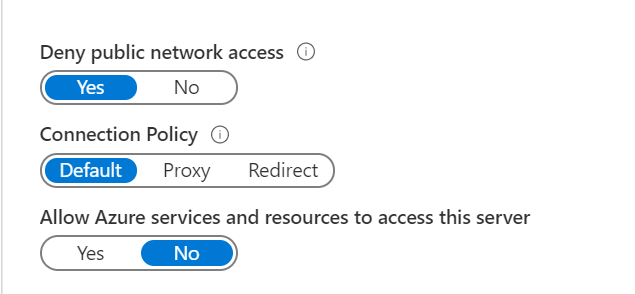 Deny public network access
Yes No
Connection Policy
Default Proxy Redirect
Allow Azure services and resources to access this server
Yes No